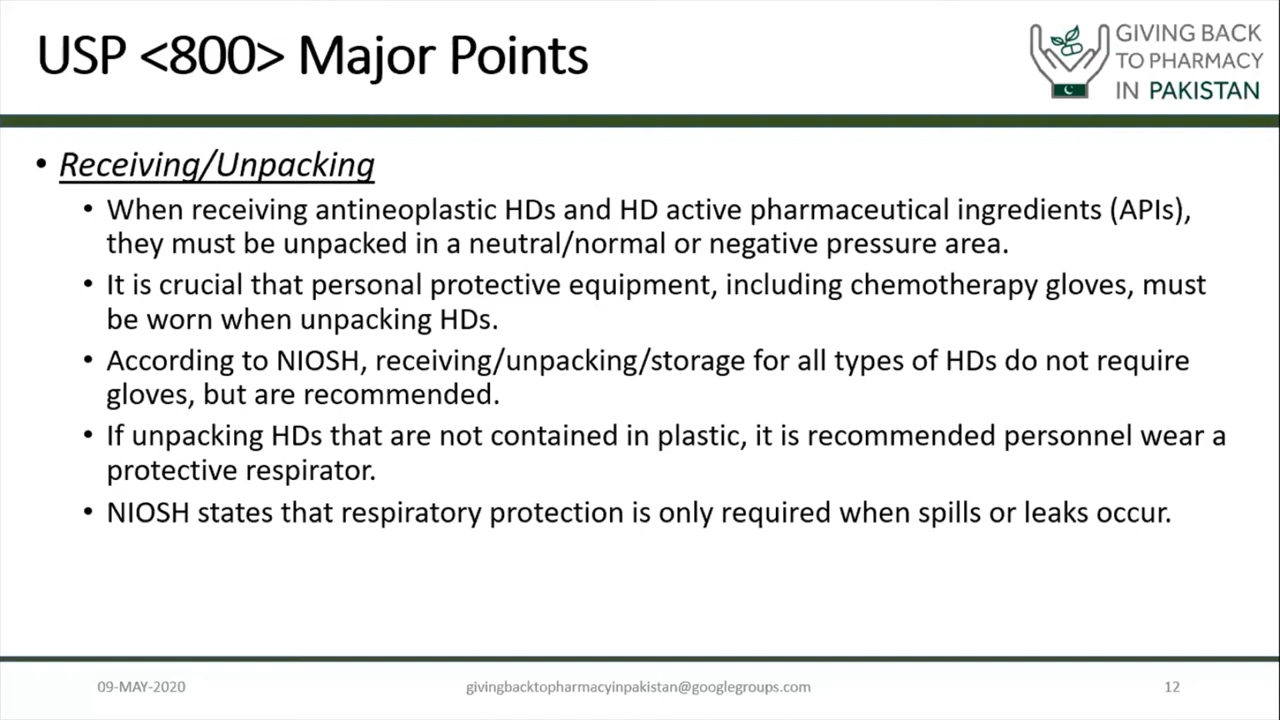 USP <800> Major Points
GIVING BACK
TO PHARMACY
IN PAKISTAN
• Receiving/Unpacking
• When receiving antineoplastic HDs and HD active pharmaceutical ingredients (APIs),
they must be unpacked in a neutral/normal or negative pressure area.
• It is crucial that personal protective equipment, including chemotherapy gloves, must
be worn when unpacking HDs.
• According to NIOSH, receiving/unpacking/storage for all types of HDs do not require
gloves, but are recommended.
• If unpacking HDs that are not contained in plastic, it is recommended personnel wear a
protective respirator.
• NIOSH states that respiratory protection is only required when spills or leaks occur.
09-MAY-2020
givingbacktopharmacyinpakistan@googlegroups.com
12